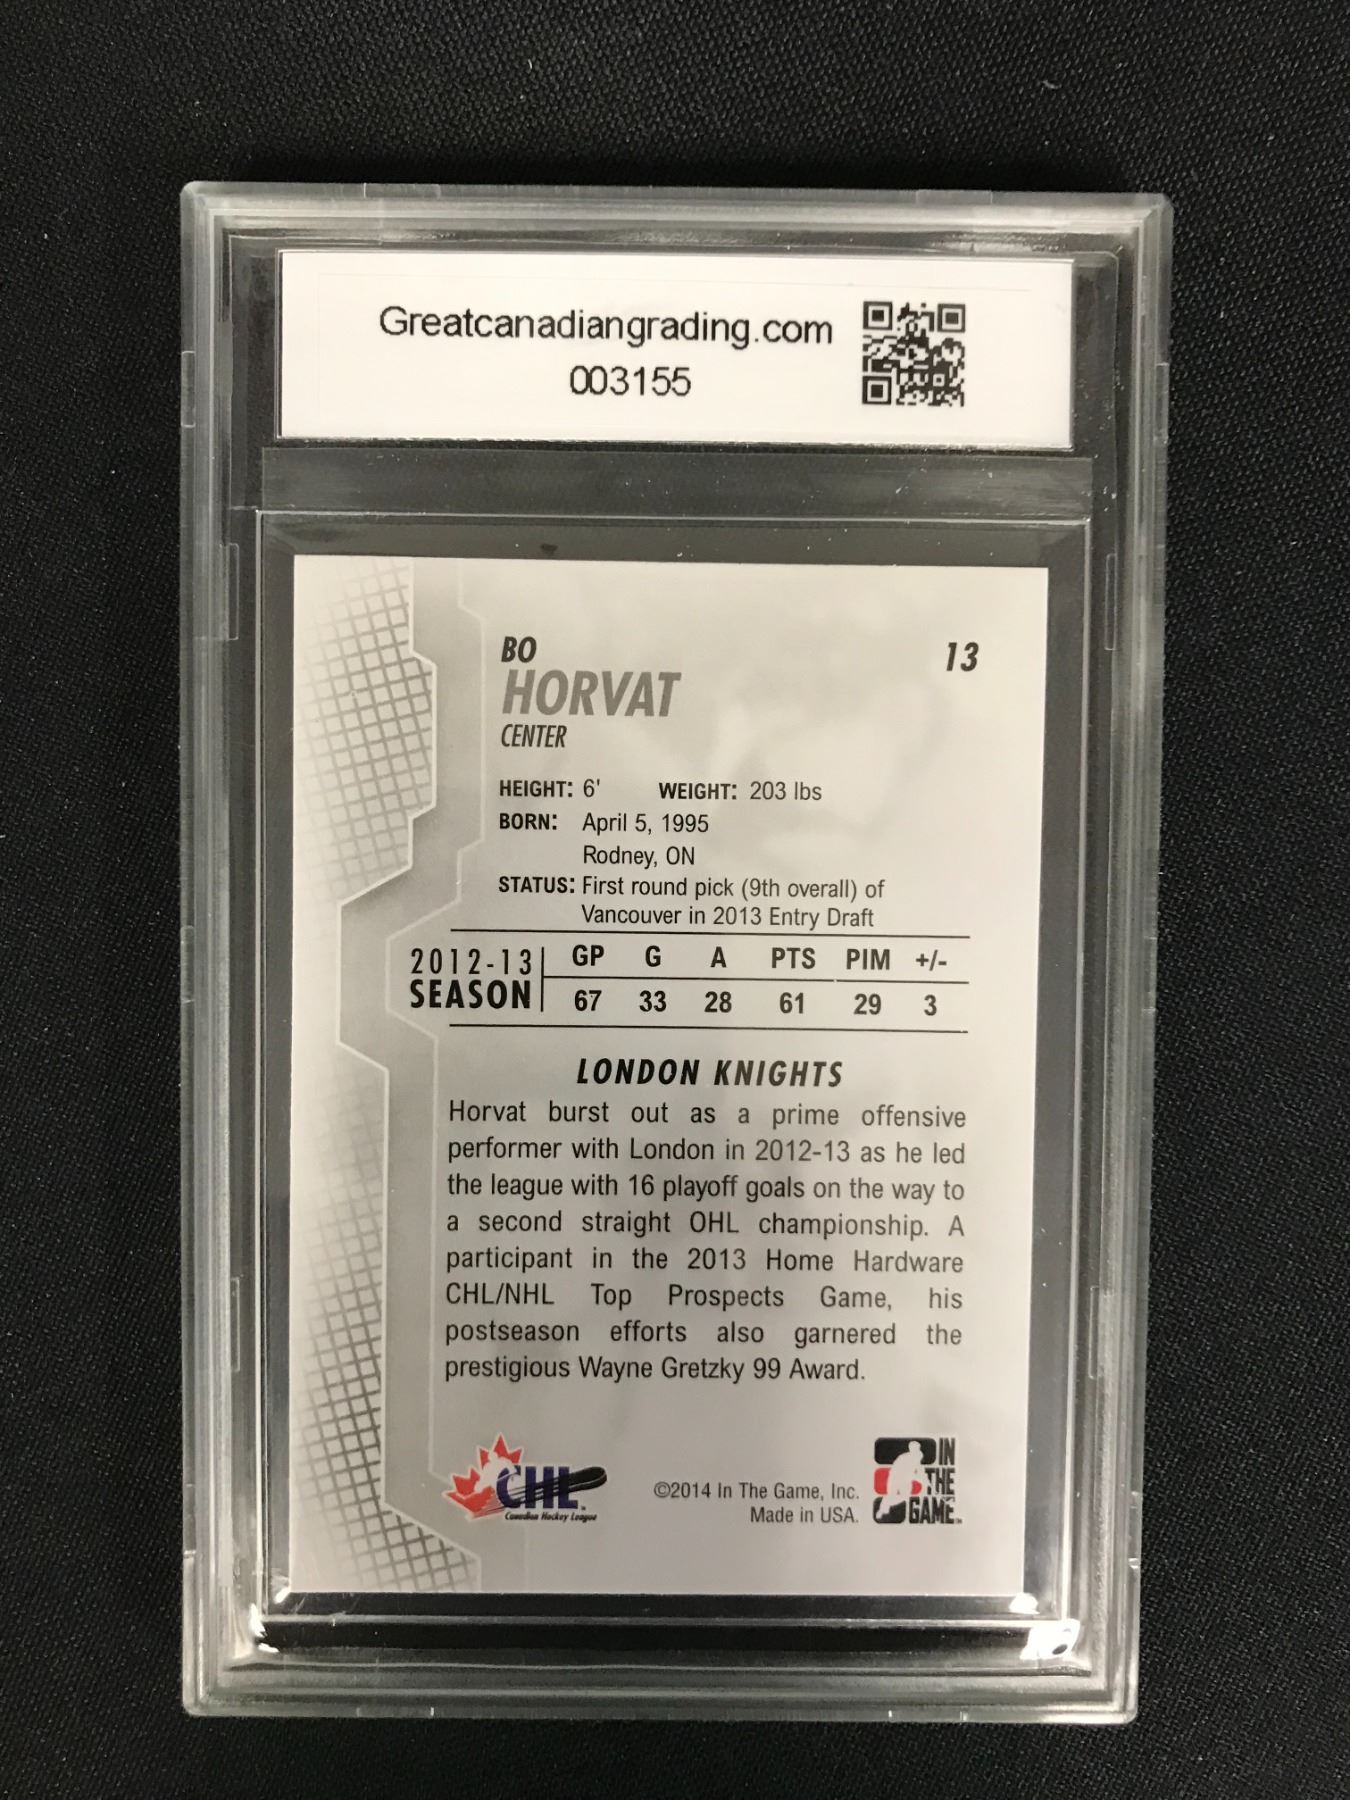 Greatcanadiangrading.com
003155
BO
13
HORVAT
CENTER
HEIGHT: 6' WEIGHT: 203 lbs
BORN: April 5, 1995
Rodney, ON
STATUS: First round pick (9th overall) of
Vancouver in 2013 Entry Draft
2012-13 GP G A PTS PIM +/-
SEASON 67 33 28 61 29 3
LONDON KNIGHTS
Horvat burst out as a prime offensive
performer with London in 2012-13 as he led
the league with 16 playoff goals on the way to
a second straight OHL championship. A
participant in the 2013 Home Hardware
CHL/NHL Top Prospects Game, his
postseason efforts also garnered the
prestigious Wayne Gretzky 99 Award.
CHL
Canadian Hockey League
©2014 In The Game, Inc.
Made in USA.
IN
THE
GAME